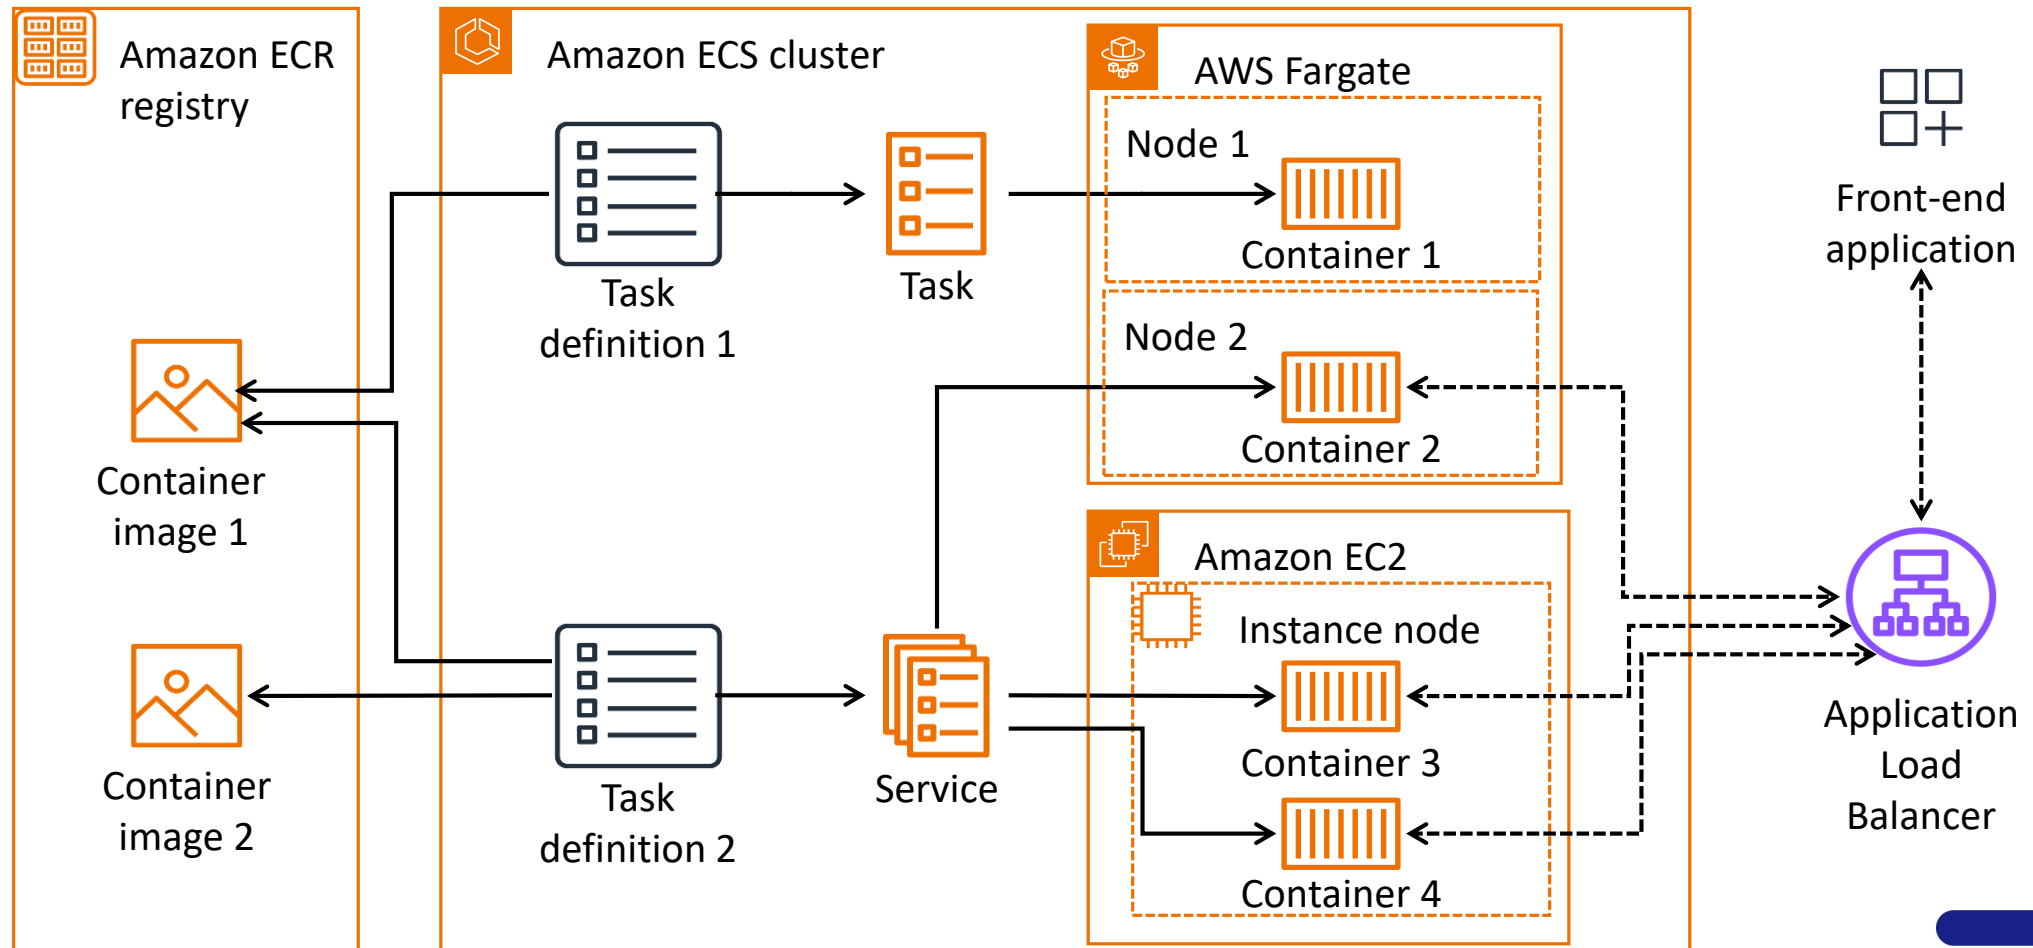 Amazon ECR
registry
Container
image 1
Container
image 2
Amazon ECS cluster
Task
definition 1
Task
Task
definition 2
Service
AWS Fargate
Node 1
Container 1
Node 2
Container 2
Amazon EC2
Instance node
Container 3
Container 4
Front-end
application
Application
Load
Balancer